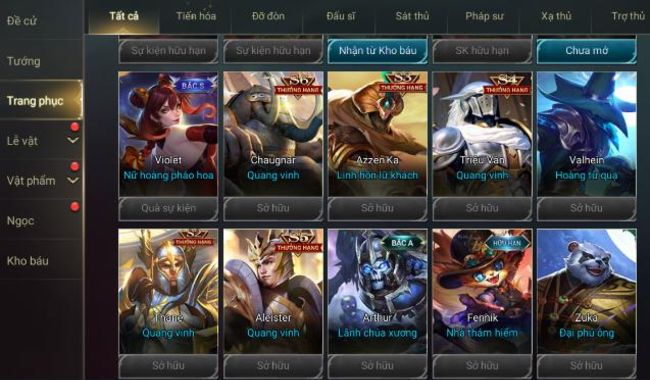 Đề cử
Tướng
Trang phục
Lễ vật
Vật phẩm
Ngọc
Kho báu
Tất cả
Tiến hóa
Đỡ đòn
Đấu sĩ
Sát thủ
Pháp sư
Xạ thủ
Trợ thủ
Sự kiện hữu hạn
Sự kiện hữu hạn
Nhận từ Kho báu
SK hữu hạn
Chưa mở
BẬC S
Violet
Nữ hoàng pháo hoa
Quà sự kiện
S6
THƯỞNG HẠNG
Chaugnar
Quang vinh
Sở hữu
S3
THƯỞNG HẠNG
Azzen'Ka
Linh hồn lữ khách
Sở hữu
S4
THƯỞNG HẠNG
Triệu Vân
Quang vinh
Sở hữu
Valhein
Hoàng tử quạ
Sở hữu
THƯỞNG HẠNG
Thane
Quang vinh
Sở hữu
S5
THƯỞNG HẠNG
Aleister
Quang vinh
Sở hữu
BẬC A
Arthur
Lãnh chúa xương
Sở hữu
HỮU HẠN
Fennik
Nhà thám hiểm
Sở hữu
Zuka
Đại phú ông
Sở hữu